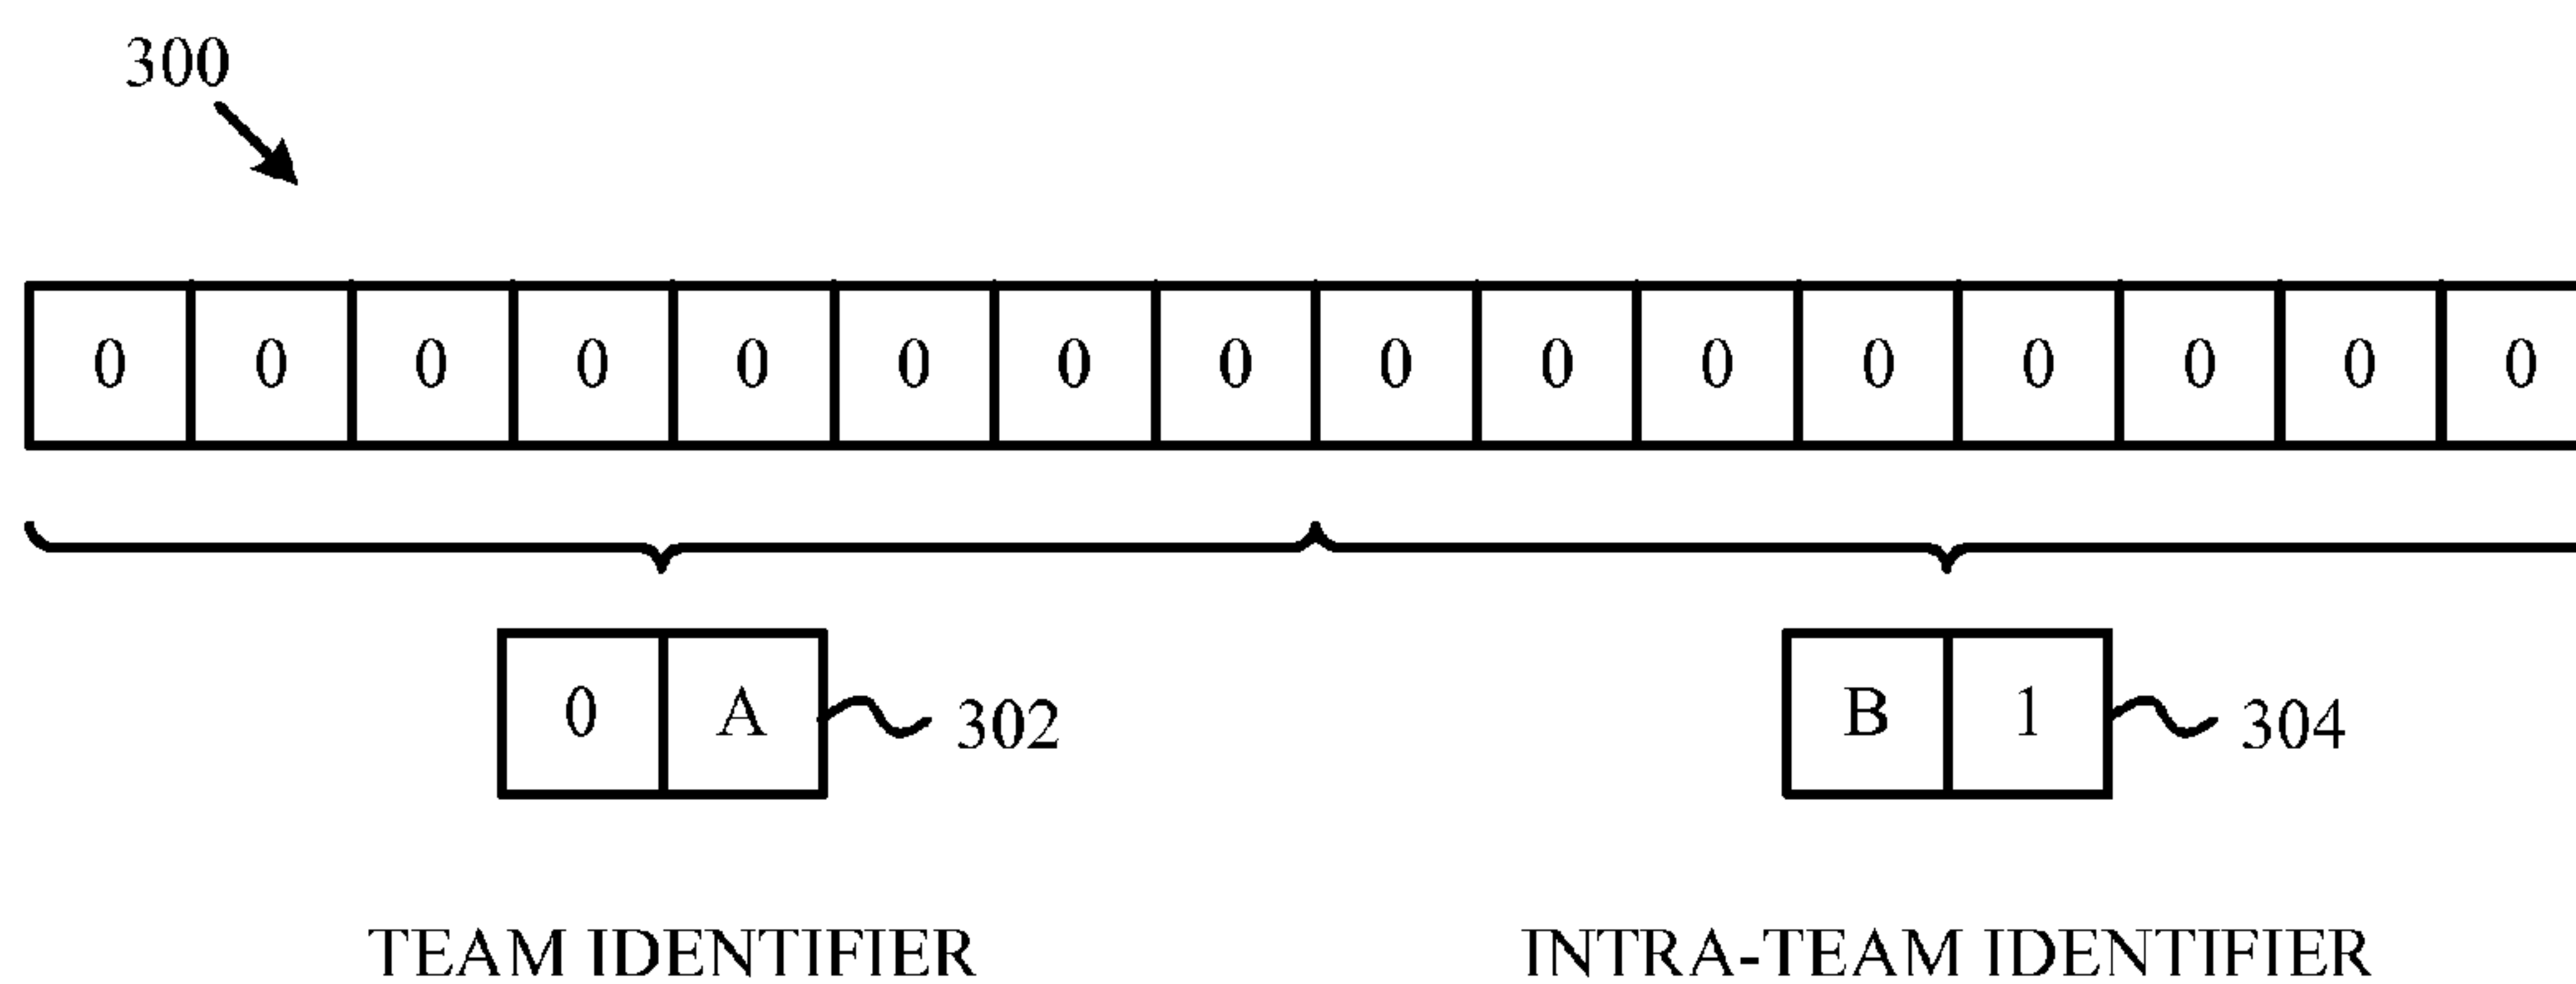 300
0 0 0 0 0 0 0 0 0 0 0 0 0 0 0 0
0 A 302 B 1 304
TEAM IDENTIFIER INTRA-TEAM IDENTIFIER